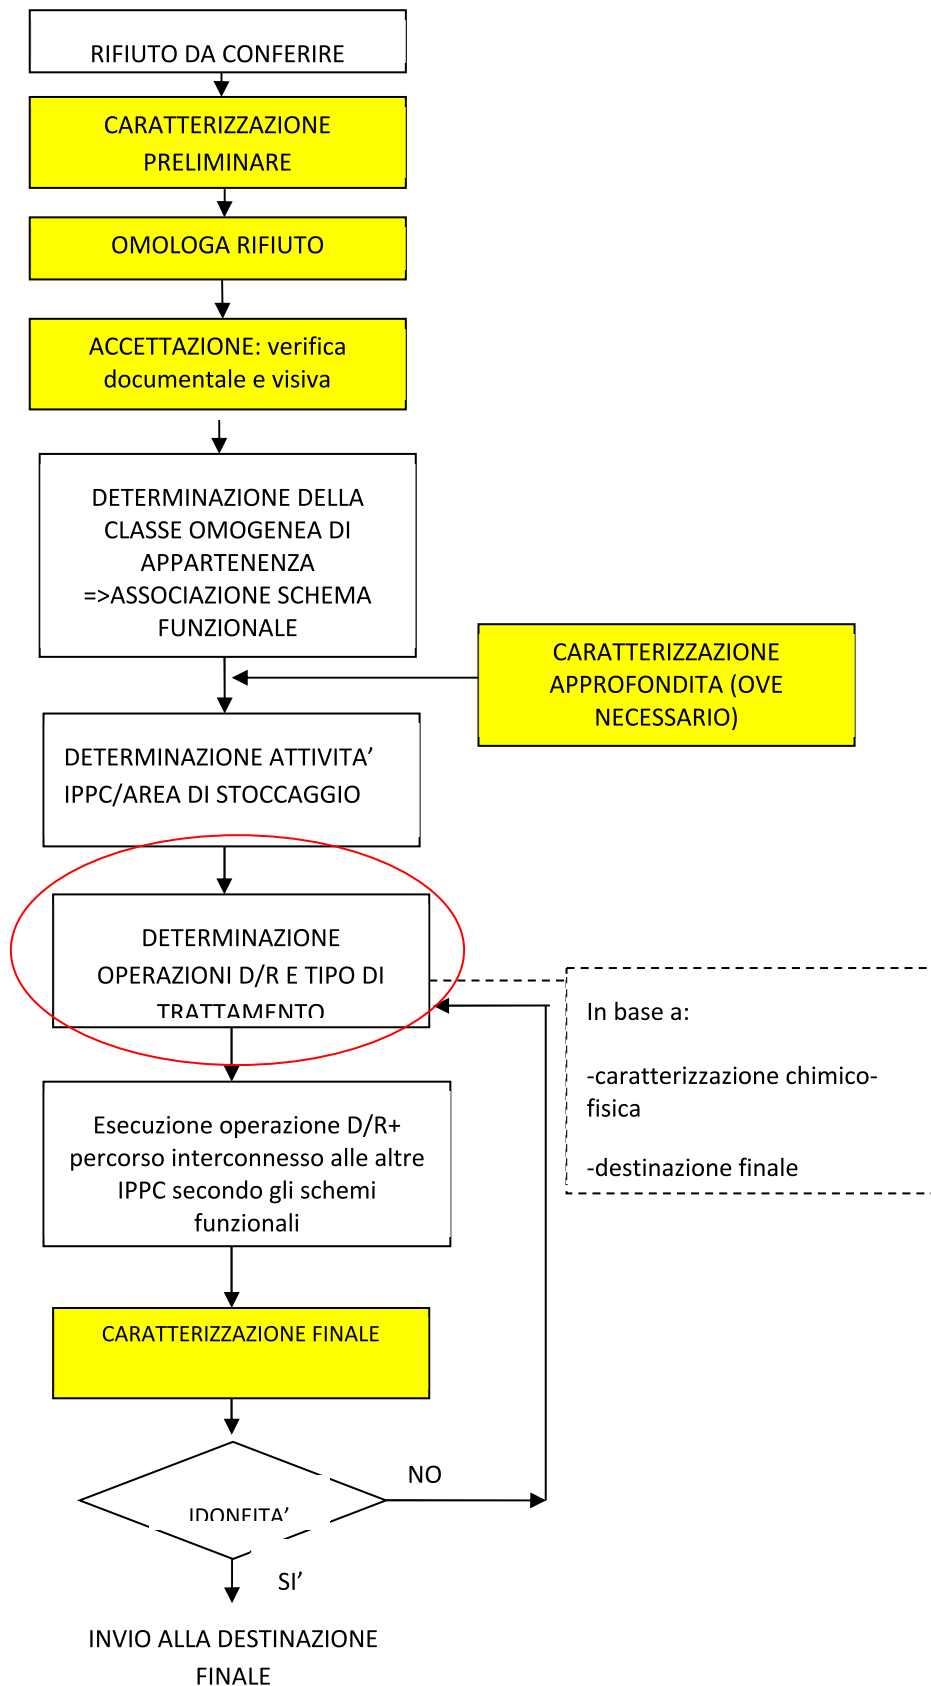 RIFIUTO DA CONFERIRE
CARATTERIZZAZIONE
PRELIMINARE
OMOLOGA RIFIUTO
ACCETTAZIONE: verifica
documentale e visiva
DETERMINAZIONE DELLA
CLASSE OMOGENEA DI
APPARTENENZA
=>ASSOCIAZIONE SCHEMA
FUNZIONALE
CARATTERIZZAZIONE
APPROFONDITA (OVE
NECESSARIO)
DETERMINAZIONE ATTIVITA’
IPPC/AREA DI STOCCAGGIO
DETERMINAZIONE
OPERAZIONI D/R E TIPO DI
TRATTAMENTO
In base a:
-caratterizzazione chimico-
fisica
-destinazione finale
Esecuzione operazione D/R+
percorso interconnesso alle altre
IPPC secondo gli schemi
funzionali
CARATTERIZZAZIONE FINALE
IDONEITA’
NO
SI’
INVIO ALLA DESTINAZIONE
FINALE